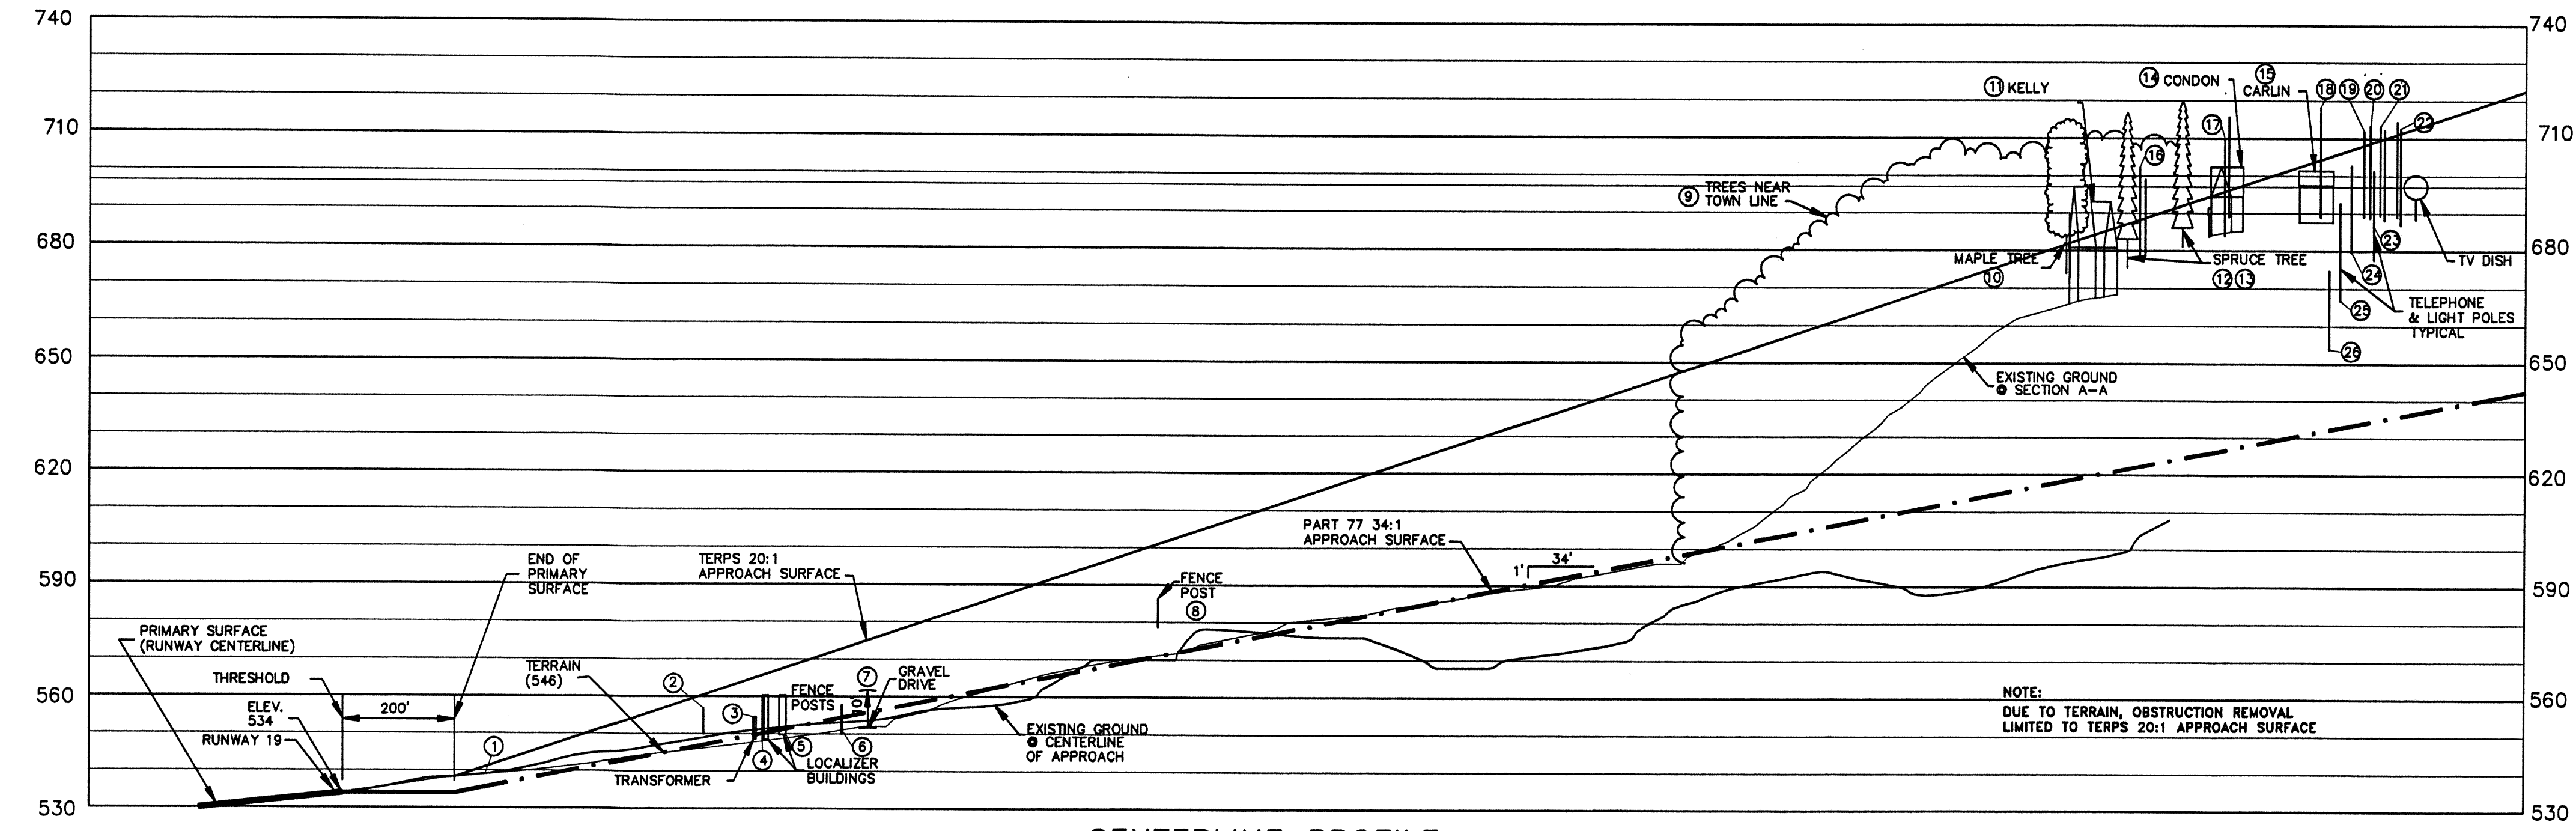 740
740
⑪ KELLY
⑭ CONDON
⑮
CARLIN
⑱ ⑲ ⑳ ㉑
710
⑰
㉒
710
⑯
⑨ TREES NEAR
TOWN LINE
680
680
MAPLE TREE
⑩
SPRUCE TREE
⑫ ⑬
㉓
TV DISH
㉔
TELEPHONE
& LIGHT POLES
TYPICAL
㉕
㉖
650
650
EXISTING GROUND
@ SECTION A-A
620
620
PART 77 34:1
APPROACH SURFACE
1' 34'
END OF
PRIMARY
SURFACE
TERPS 20:1
APPROACH SURFACE
590
590
FENCE
POST
⑧
PRIMARY SURFACE
(RUNWAY CENTERLINE)
THRESHOLD
TERRAIN
(546)
②
⑦
GRAVEL
DRIVE
560
560
ELEV.
534
200'
③
FENCE
POSTS
RUNWAY 19
①
④
⑤
⑥
EXISTING GROUND
@ CENTERLINE
OF APPROACH
TRANSFORMER
LOCALIZER
BUILDINGS
NOTE:
DUE TO TERRAIN, OBSTRUCTION REMOVAL
LIMITED TO TERPS 20:1 APPROACH SURFACE
530
530
CENTERLINE PROFILE